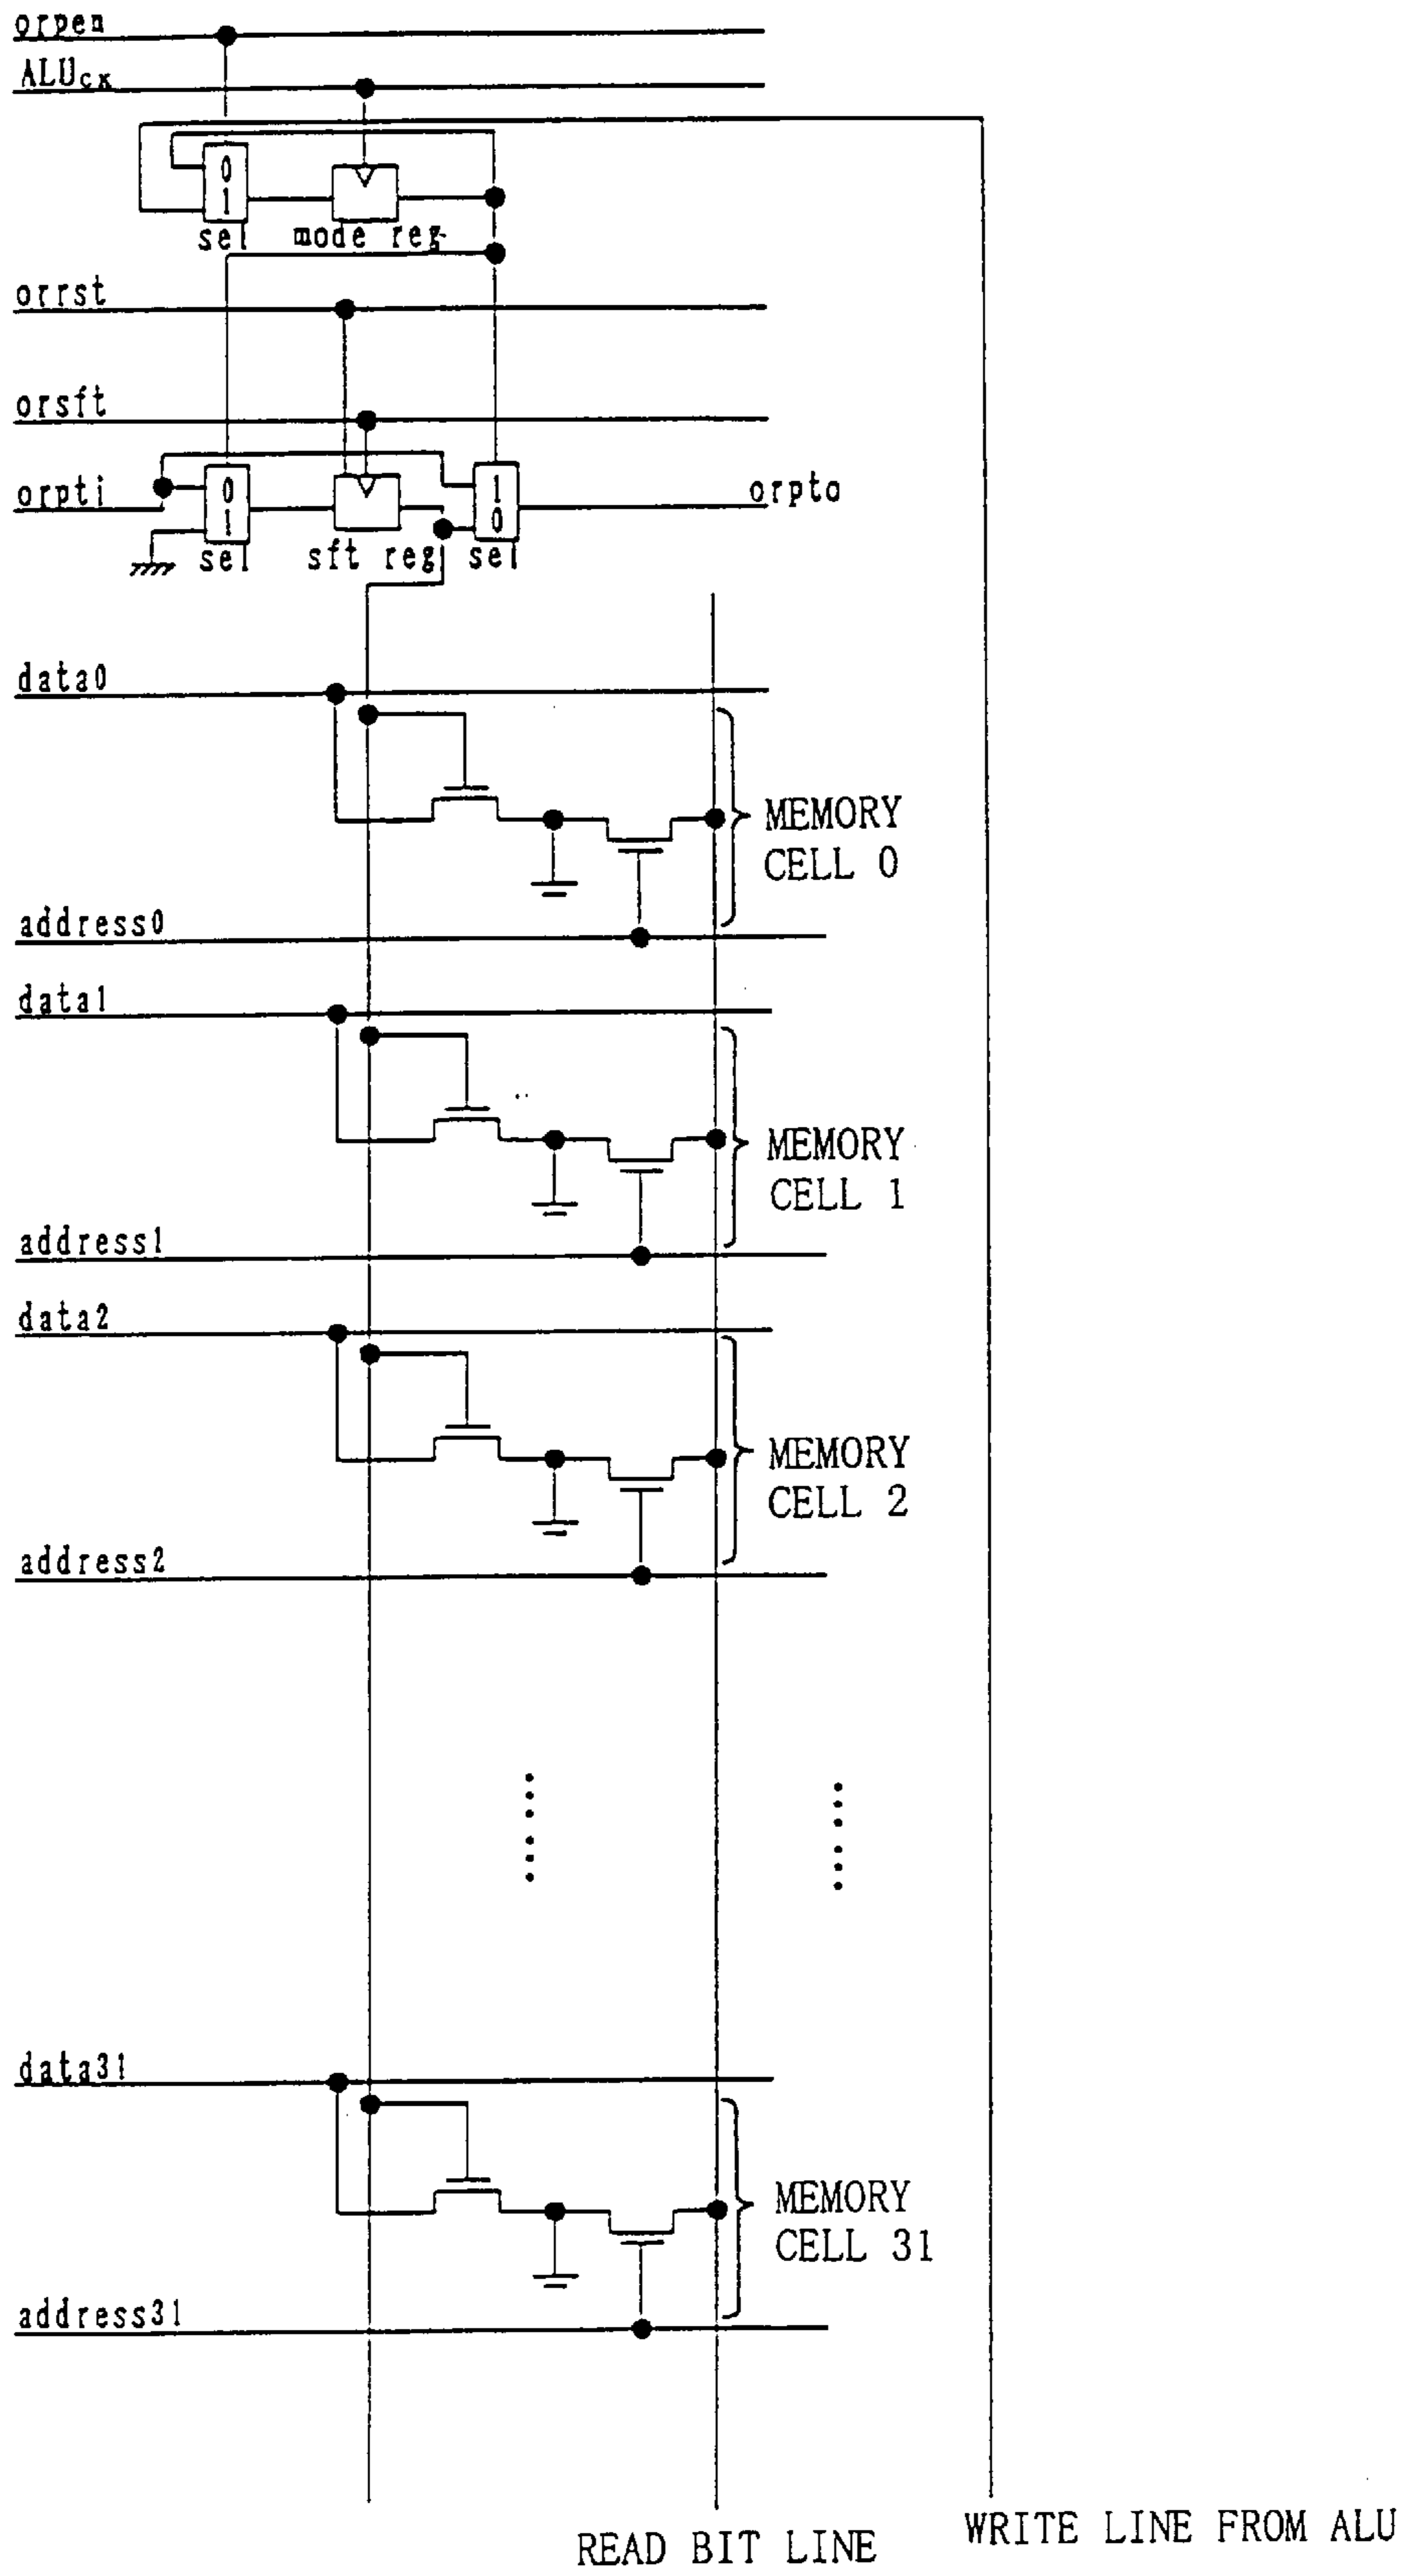 orpen
ALUCK
0
1
sel
mode reg
orrst
orsft
orpti
0
1
sel
sft reg
1
0
sel
orpto
data0
MEMORY
CELL 0
address0
data1
MEMORY
CELL 1
address1
data2
MEMORY
CELL 2
address2
data31
MEMORY
CELL 31
address31
READ BIT LINE
WRITE LINE FROM ALU